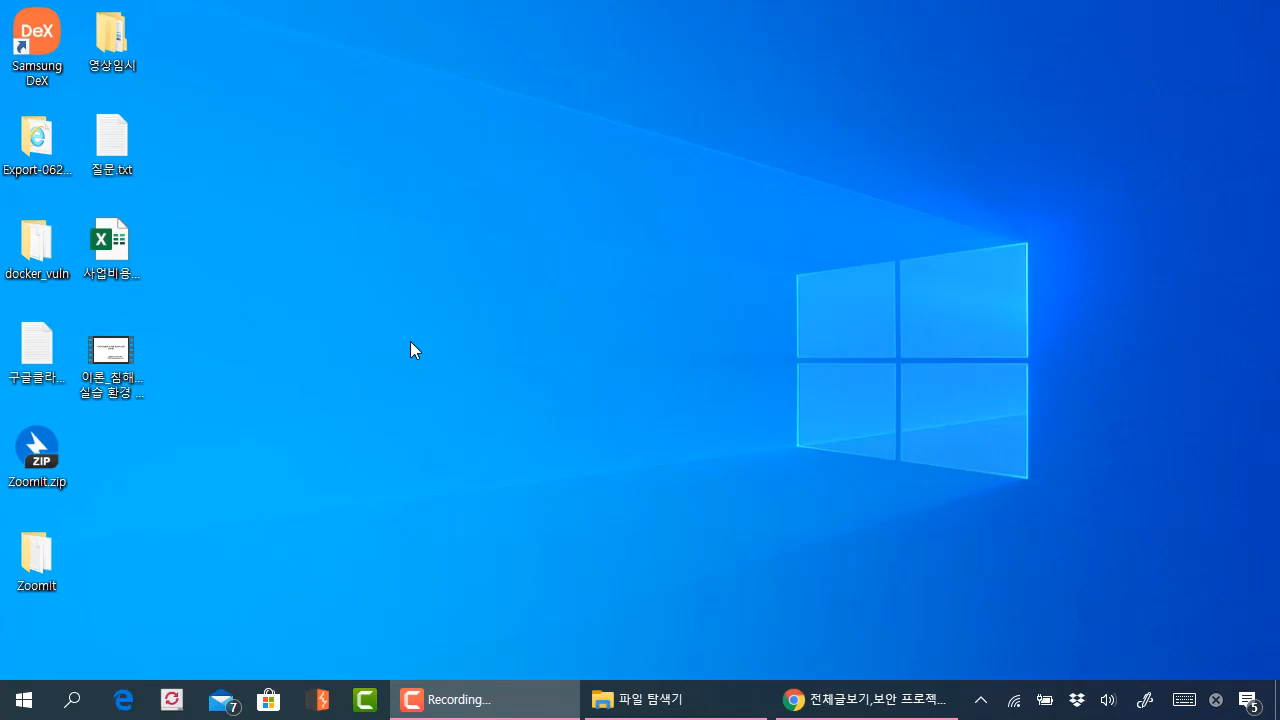 DeX
Samsung
DeX
영상임시
Export-062...
질문.txt
docker_vuln
사업비용...
구글클라...
이론_침해...
실습 환경 ...
ZIP
ZoomIt.zip
ZoomIt
7
Recording...
파일 탐색기
전체글보기,보안 프로젝...
5